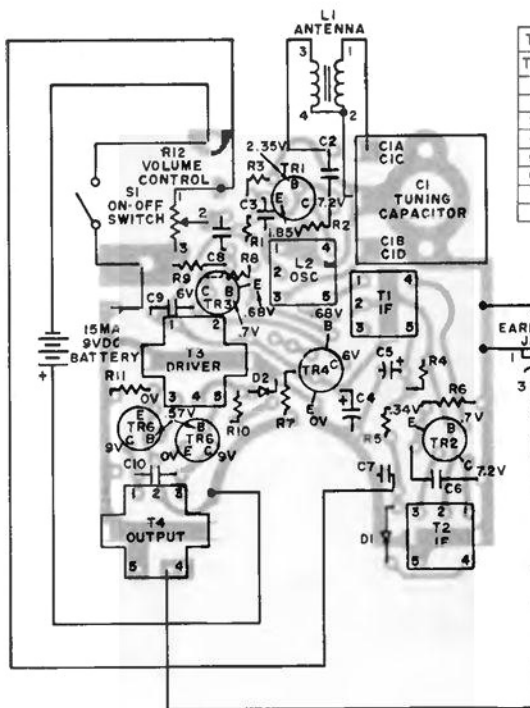 L1
ANTENNA
3
1
4
2
T
T
R12
VOLUME
CONTROL
S1
ON-OFF
SWITCH
1
2
3
2.35V
C2
R3
TR1
B
E
C
7.2V
C3
1.85V
R2
R1
C8
C1A
C1C
C1
TUNING
CAPACITOR
C1B
C1D
R9
R8
C
B
E
TR3
.68V
.7V
C9
6V
1
4
2
L2
OSC
3
5
.68V
1
4
2
T1
IF
3
5
15MA
9VDC
BATTERY
+
1
2
T3
DRIVER
3
4
5
R11
0V
D2
R10
R7
B
TR4
C
6V
E
0V
C5
+
R4
+
C4
EAR
J
1
3
.57V
E
TR6
C
B
9V
B
TR6
E
C
0V
9V
R6
.34V
.7V
E
B
TR2
C
7.2V
R5
C7
C6
C10
1
2
3
T4
OUTPUT
5
4
D1
3
2
1
T2
IF
5
4